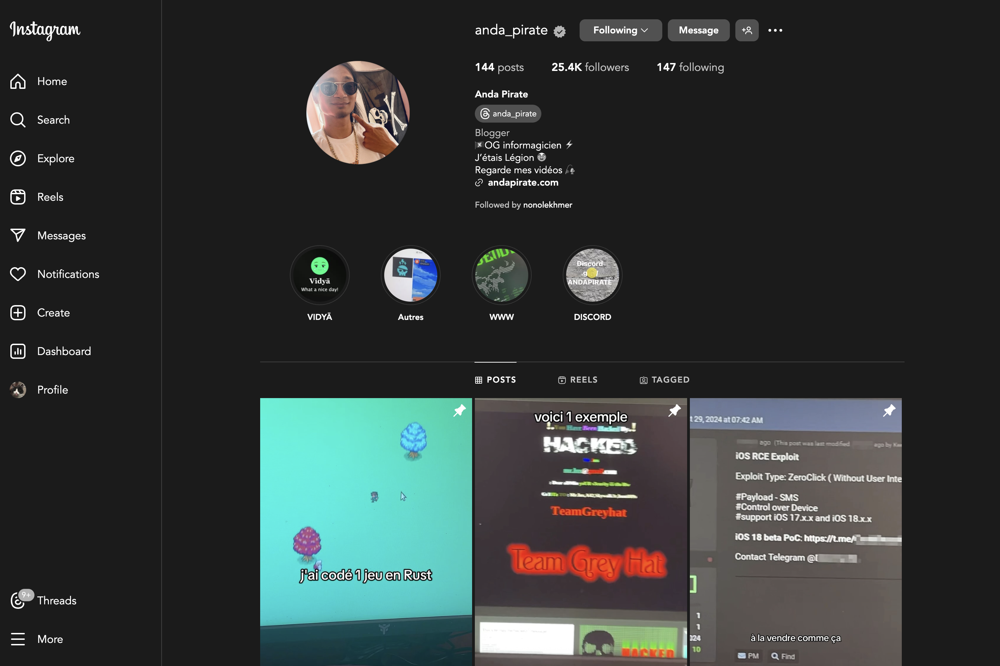 Instagram
Home
Search
Explore
Reels
Messages
Notifications
Create
Dashboard
Profile
9+
Threads
More
anda_pirate
Following
Message
144 posts
25.4K followers
147 following
Anda Pirate
anda_pirate
Blogger
OG informagicien
J’étais Légion
Regarde mes vidéos
andapirate.com
Followed by nonolekhmer
Vidyā
What a nice day!
Discord
ANDAPIRATE
VIDYĀ
Autres
WWW
DISCORD
POSTS
REELS
TAGGED
j'ai codé 1 jeu en Rust
voici 1 exemple
You Have Been Hacked By
HACKED
TeamGreyhat
Team Grey Hat
HACKED
t 29, 2024 at 07:42 AM
ago (This post was last modified
ago by
iOS RCE Exploit
Exploit Type: ZeroClick ( Without User Inte
#Payload - SMS
#Control over Device
#support iOS 17.x.x and iOS 18.x.x
iOS 18 beta PoC: https://t.me/
Contact Telegram @
1
1
024
10
à la vendre comme ça
PM
Find